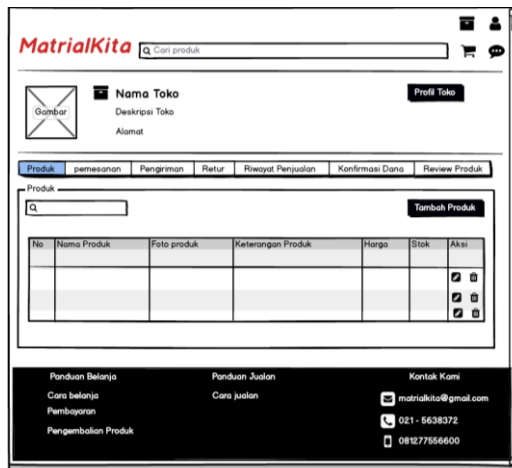 MatrialKita
Cari produk
Gambar
Nama Toko
Deskripsi Toko
Alamat
Profil Toko
Produk pemesanan Pengiriman Retur Riwayat Penjualan Konfirmasi Dana Review Produk
Produk
Tambah Produk
No Nama Produk Foto produk Keterangan Produk Harga Stok Aksi
Panduan Belanja Panduan Jualan Kontak Kami
Cara belanja Cara jualan matrialkita@gmail.com
Pembayaran
021 - 5638372
Pengembalian Produk
081277556600